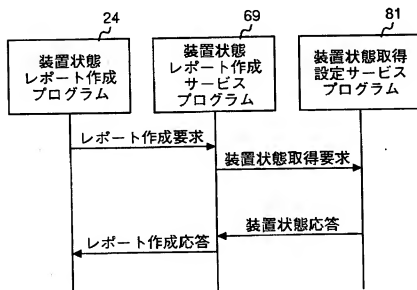 24
69
81
装置状態
レポート作成
プログラム
装置状態
レポート作成
サービス
プログラム
装置状態取得
設定サービス
プログラム
レポート作成要求
装置状態取得要求
装置状態応答
レポート作成応答